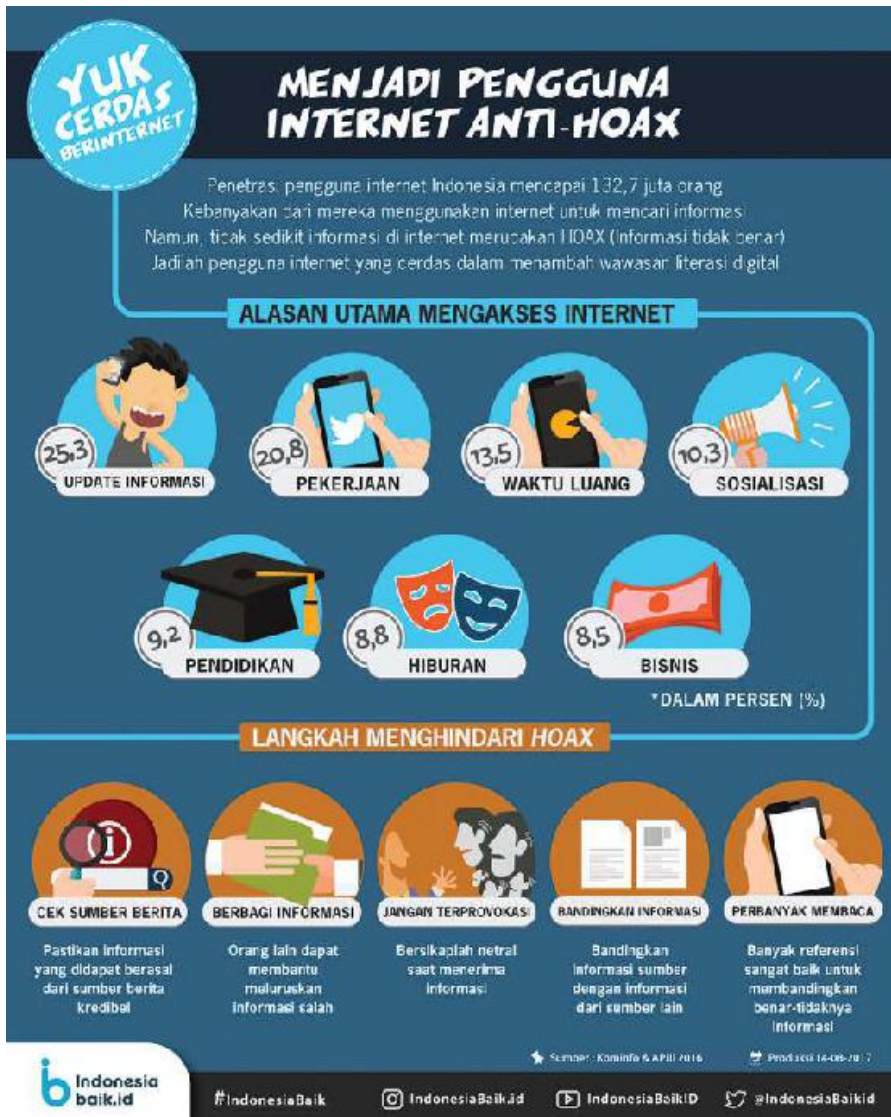 YUK
CERDAS
BERINTERNET
MENJADI PENGGUNA
INTERNET ANTI-HOAX
Penetrasi pengguna internet Indonesia mencapai 132,7 juta orang
Kebanyakan dari mereka menggunakan internet untuk mencari informasi
Namun, tidak sedikit informasi di internet merupakan HOAX (Informasi tidak benar)
Jadilah pengguna internet yang cerdas dalam menambah wawasan literasi digital
ALASAN UTAMA MENGAKSES INTERNET
25,3
UPDATE INFORMASI
20,8
PEKERJAAN
13,5
WAKTU LUANG
10,3
SOSIALISASI
9,2
PENDIDIKAN
8,8
HIBURAN
8,5
BISNIS
*DALAM PERSEN (%)
LANGKAH MENGHINDARI HOAX
CEK SUMBER BERITA
Pastikan informasi
yang didapat berasal
dari sumber berita
kredibel
BERBAGI INFORMASI
Orang lain dapat
membantu
meluruskan
informasi salah
JANGAN TERPROVOKASI
Bersikaplah netral
saat menerima
informasi
BANDINGKAN INFORMASI
Bandingkan
informasi sumber
dengan informasi
dari sumber lain
PERBANYAK MEMBACA
Banyak referensi
sangat baik untuk
membandingkan
benar-tidaknya
informasi
Sumber : Kominfo & APJII 2016
Produksi 14-08-2017
Indonesia
baik.id
#IndonesiaBaik
IndonesiaBaik.id
IndonesiaBaikID
@IndonesiaBaikid